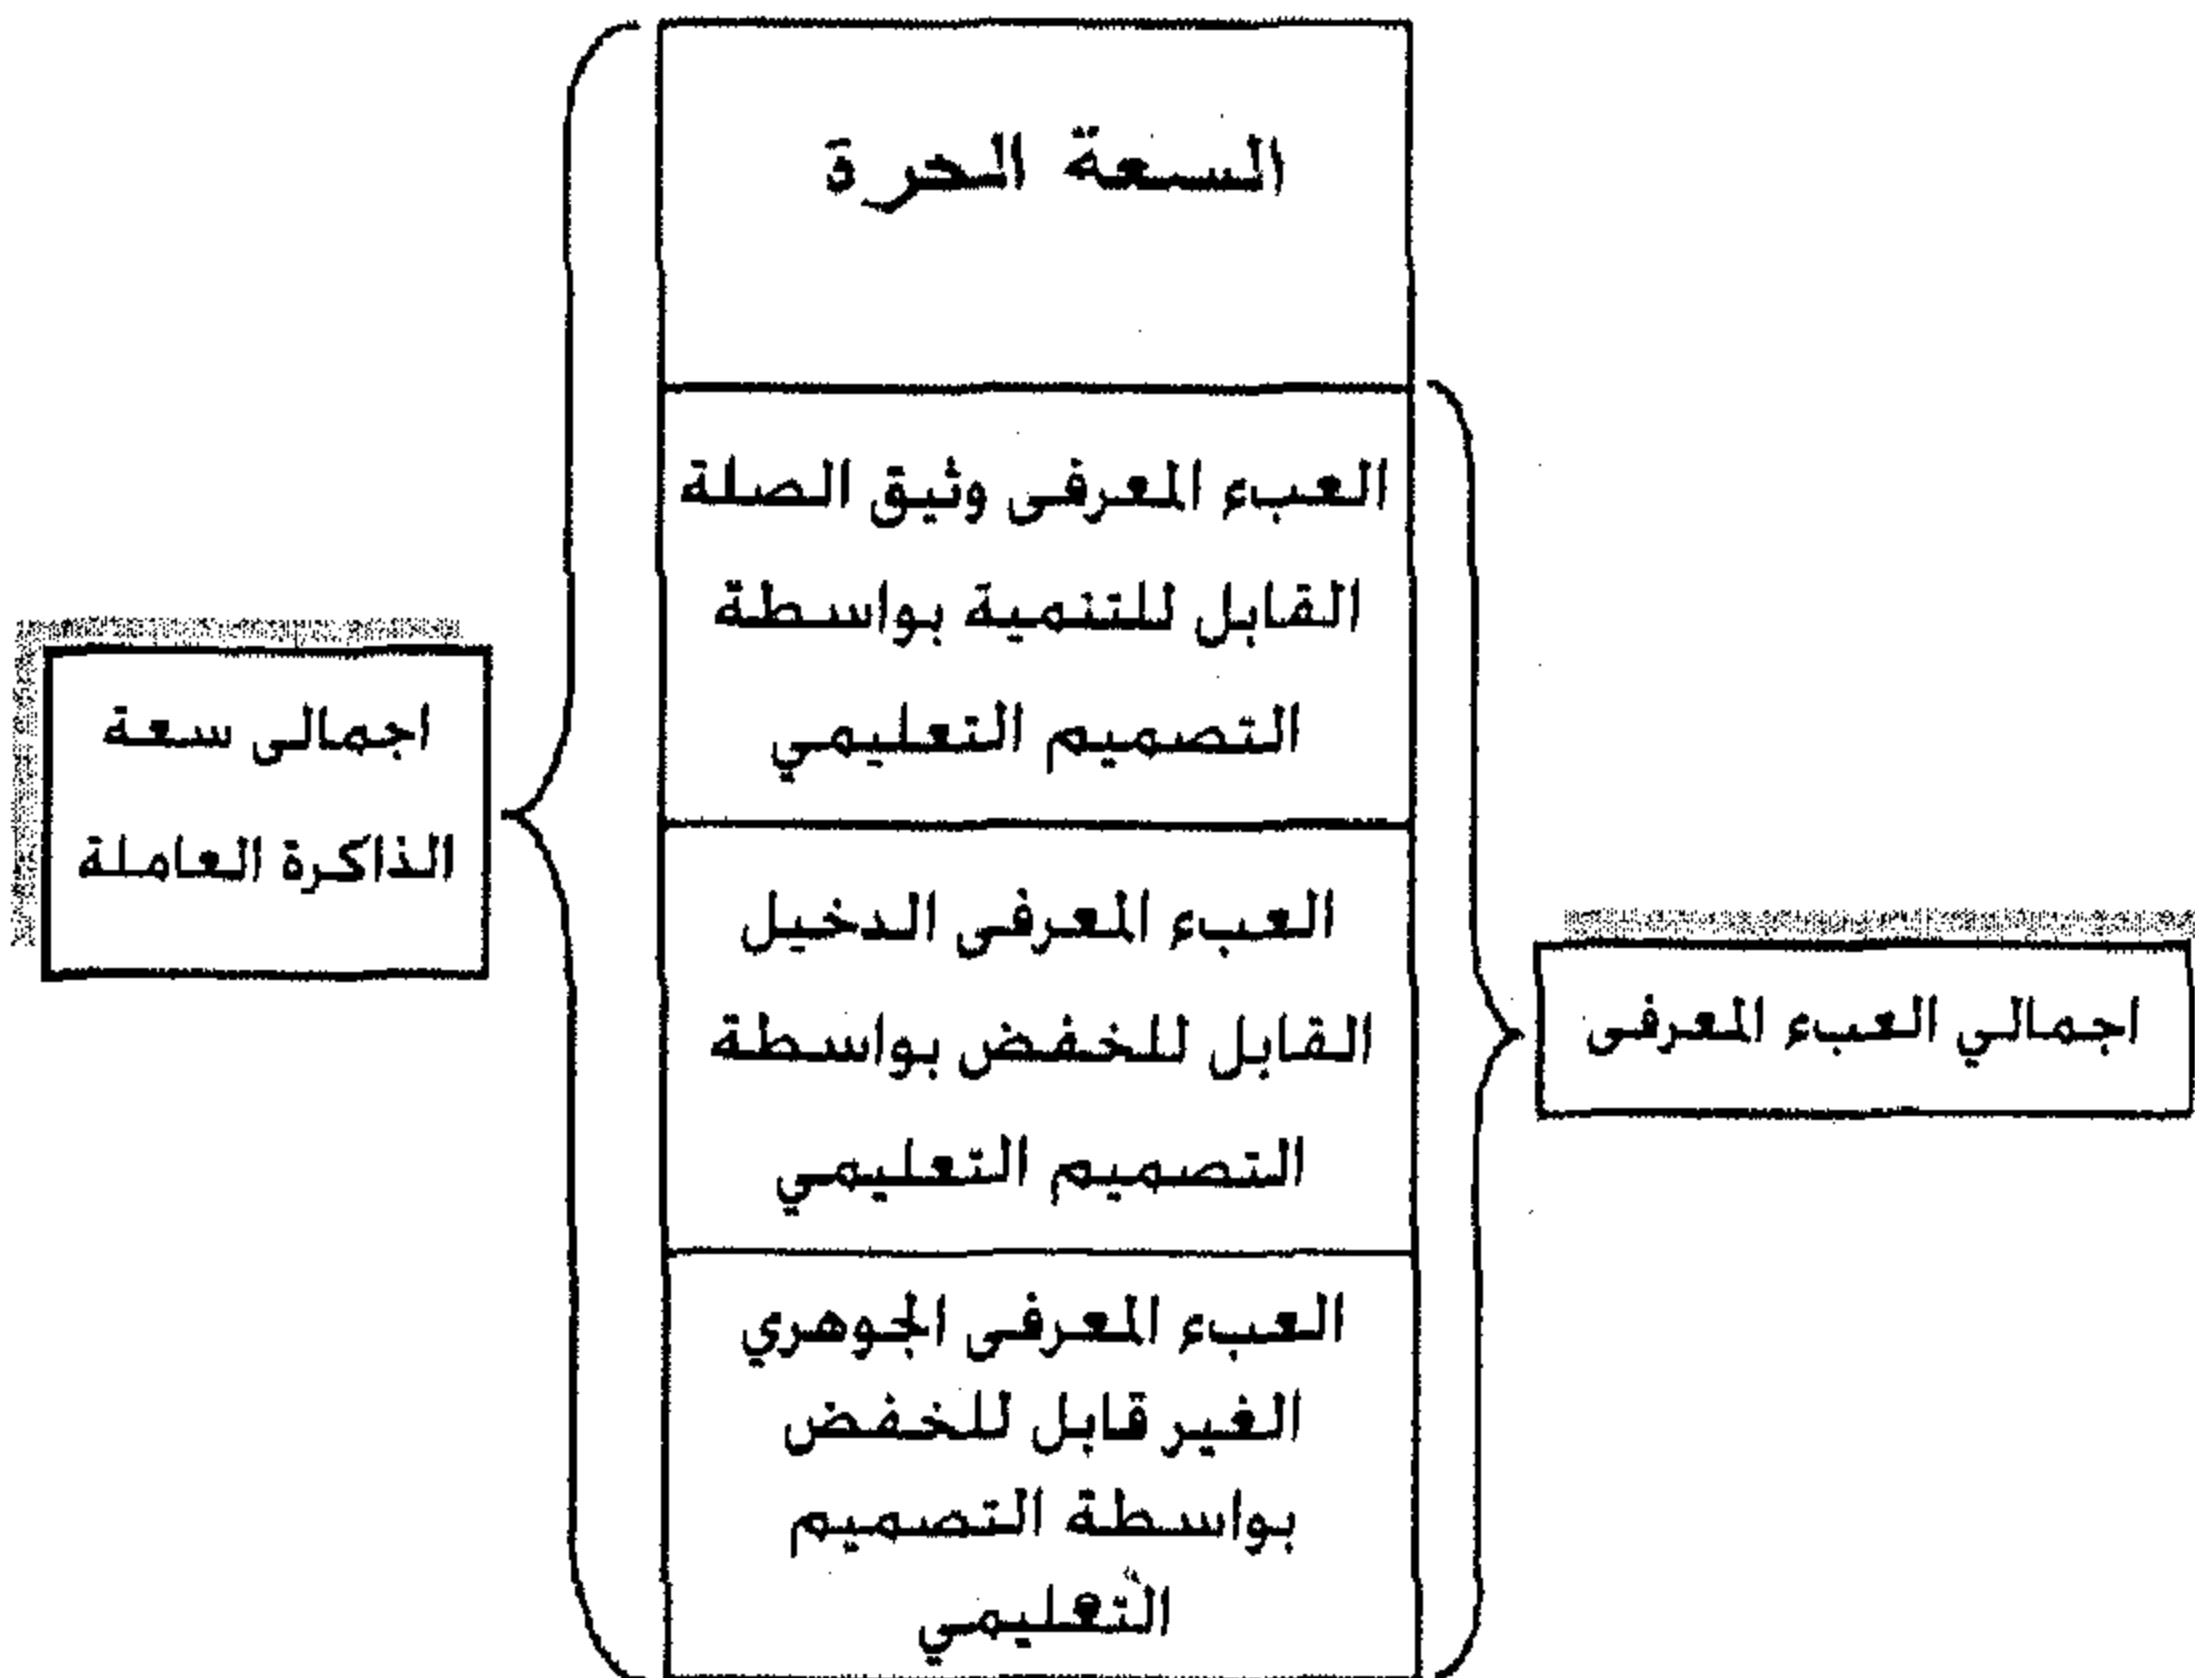 السعة الحرة
العبء المعرفى وثيق الصلة
القابل للتنمية بواسطة
التصميم التعليمي
العبء المعرفى الدخيل
القابل للخفض بواسطة
التصميم التعليمي
العبء المعرفى الجوهري
الغير قابل للخفض
بواسطة التصميم
التعليمي
اجمالي العبء المعرفى
اجمالى سعة
الذاكرة العاملة